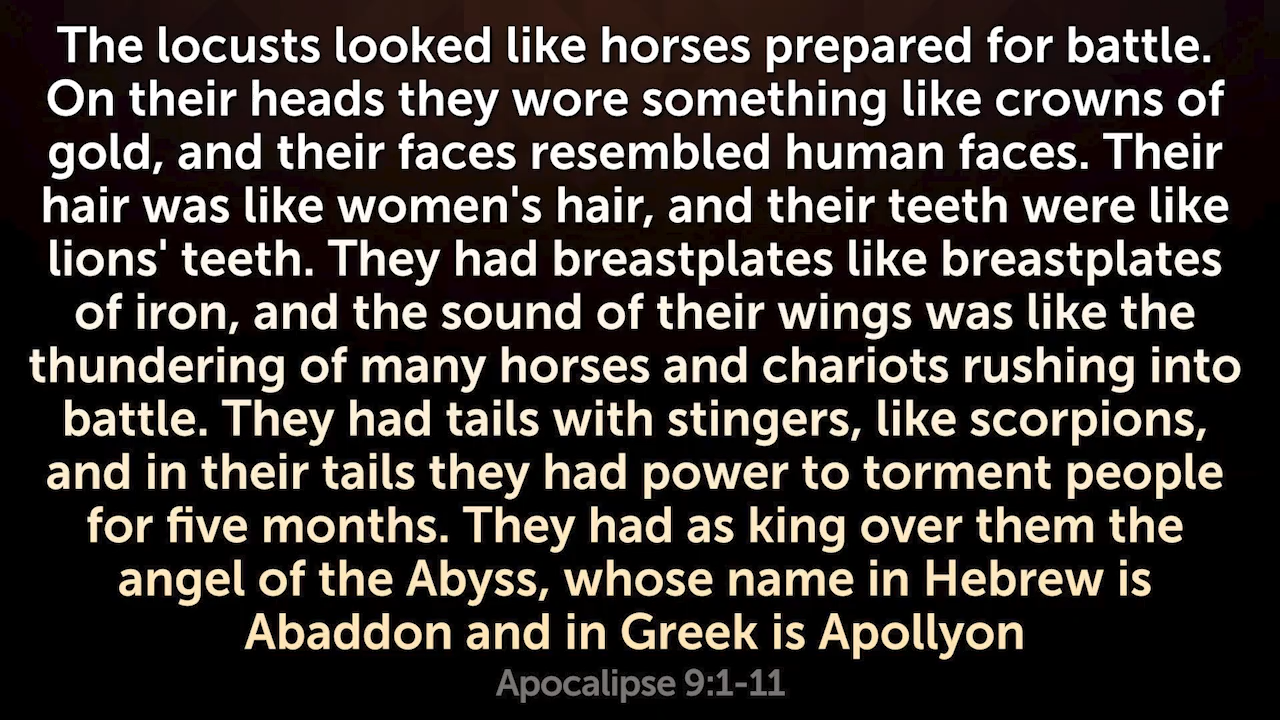 The locusts looked like horses prepared for battle.
On their heads they wore something like crowns of
gold, and their faces resembled human faces. Their
hair was like women's hair, and their teeth were like
lions' teeth. They had breastplates like breastplates
of iron, and the sound of their wings was like the
thundering of many horses and chariots rushing into
battle. They had tails with stingers, like scorpions,
and in their tails they had power to torment people
for five months. They had as king over them the
angel of the Abyss, whose name in Hebrew is
Abaddon and in Greek is Apollyon
Apocalipse 9:1-11